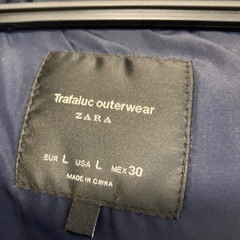 Trafaluc outerwear
ZARA
EUR L USA L MEX 30
MADE IN CHINA